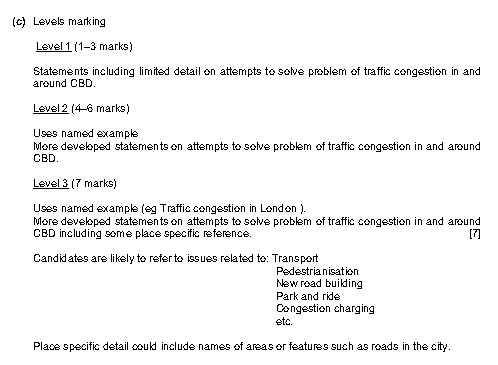 (c) Levels marking
Level 1 (1–3 marks)
Statements including limited detail on attempts to solve problem of traffic congestion in and
around CBD.
Level 2 (4–6 marks)
Uses named example
More developed statements on attempts to solve problem of traffic congestion in and around
CBD.
Level 3 (7 marks)
Uses named example (eg Traffic congestion in London ).
More developed statements on attempts to solve problem of traffic congestion in and around
CBD including some place specific reference. [7]
Candidates are likely to refer to issues related to: Transport
Pedestrianisation
New road building
Park and ride
Congestion charging
etc.
Place specific detail could include names of areas or features such as roads in the city.